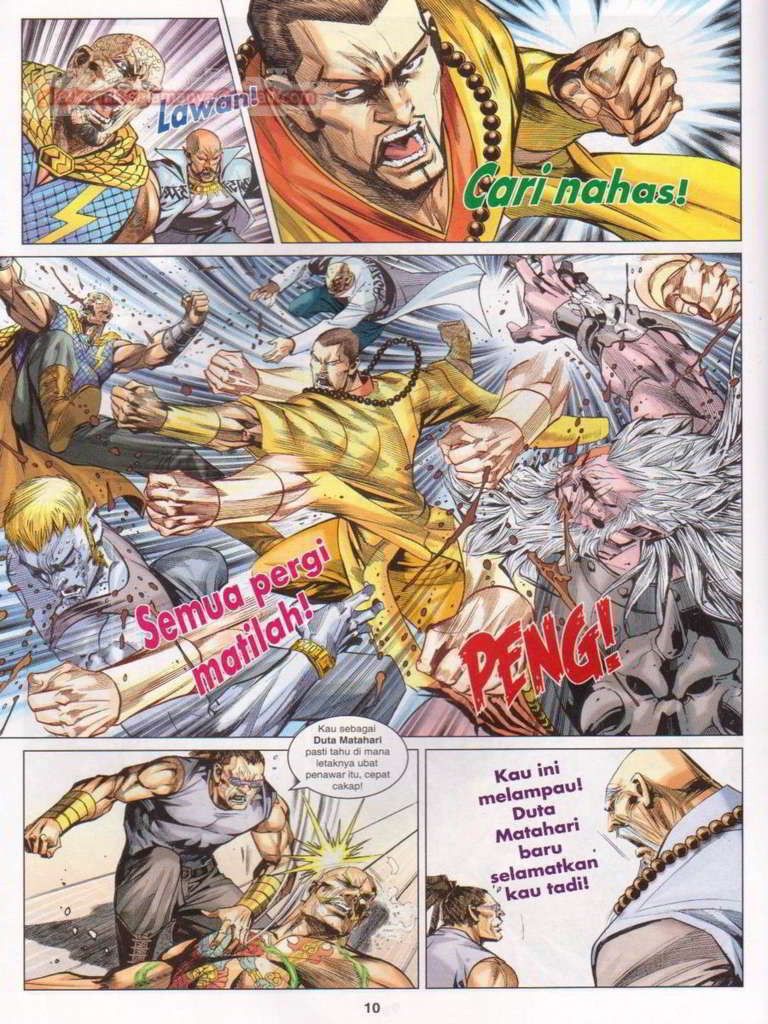 Lawan!
Cari nahas!
Semua pergi
matilah!
PENG!
Kau sebagai
Duta Matahari
pasti tahu di mana
letaknya ubat
penawar itu, cepat
cakap!
Kau ini
melampau!
Duta
Matahari
baru
selamatkan
kau tadi!
10